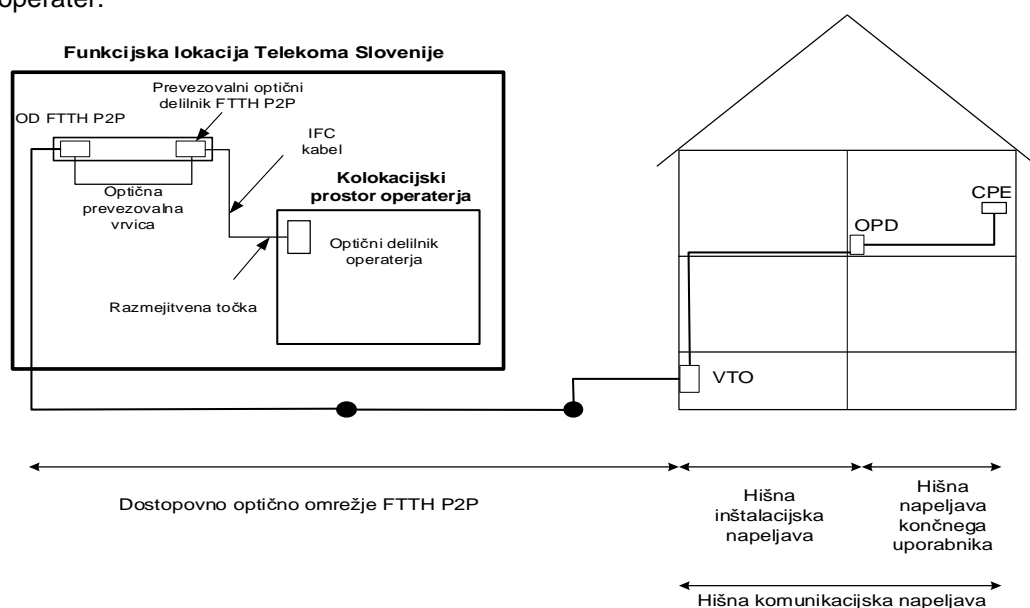 operater.
Funkcijska lokacija Telekoma Slovenije
Prevezovalni optični
delilnik FTTH P2P
OD FTTH P2P
IFC
kabel
Optična
prevezovalna
vrvica
Kolokacijski
prostor operaterja
Optični delilnik
operaterja
Razmejitvena točka
CPE
OPD
VTO
Dostopovno optično omrežje FTTH P2P
Hišna
inštalacijska
napeljava
Hišna
napeljava
končnega
uporabnika
Hišna komunikacijska napeljava